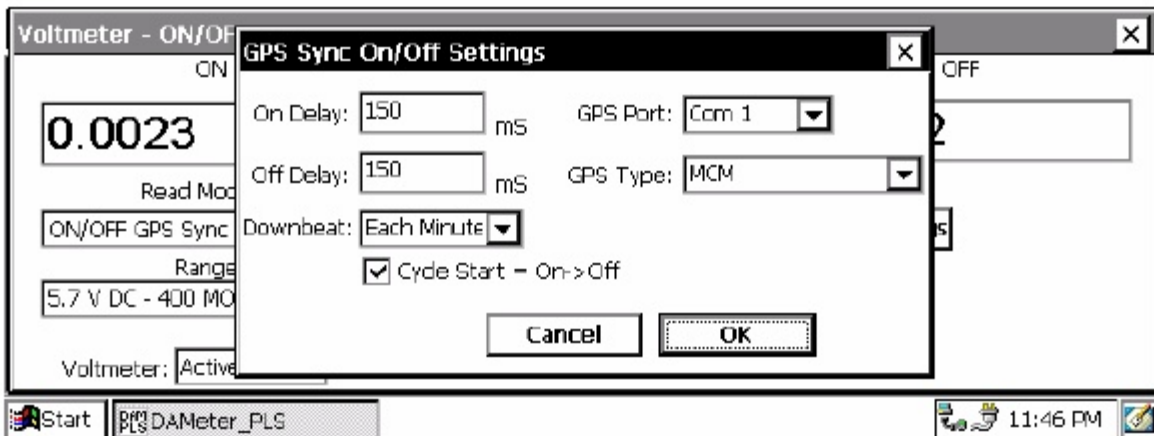 Voltmeter - ON/OF
GPS Sync On/Off Settings
ON
OFF
On Delay: 150 mS
GPS Port: Com 1
0.0023
2
Off Delay: 150 mS
GPS Type: MCM
Read Mod
ON/OFF GPS Sync
Downbeat: Each Minute
Range
Cycle Start = On->Off
5.7 V DC - 400 MO
Cancel
OK
Voltmeter: Active
Start
DAMeter_PLS
11:46 PM